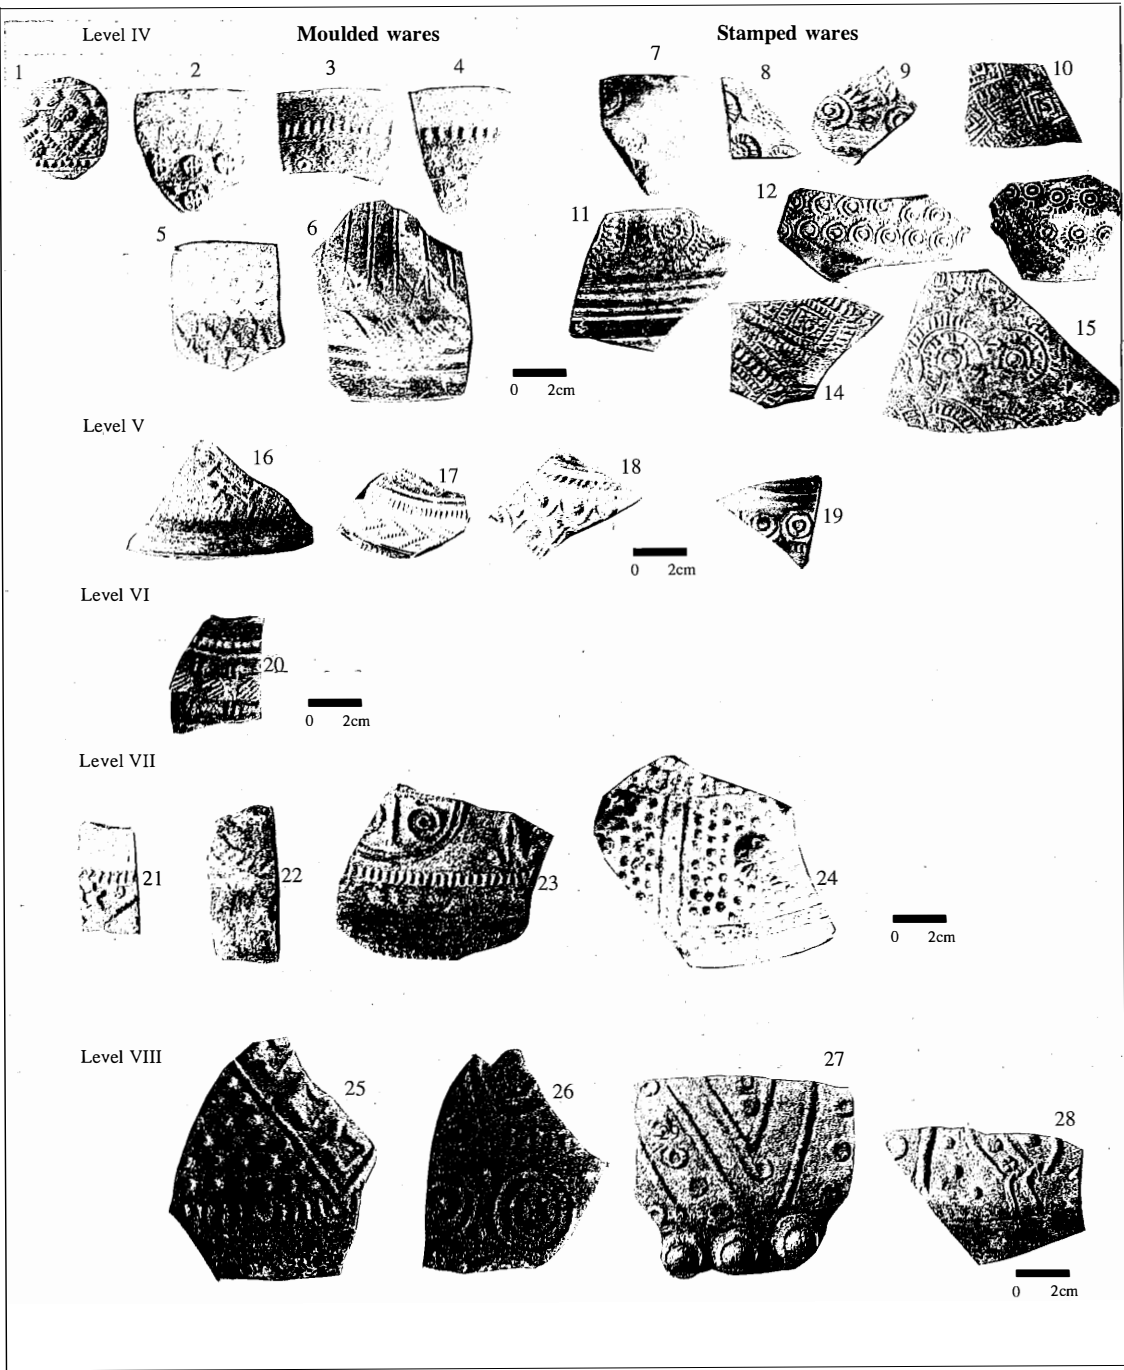 Level IV
Moulded wares
Stamped wares
1
2
3
4
7
8
9
10
5
6
11
12
14
15
0 2cm
Level V
16
17
18
19
0 2cm
Level VI
20
0 2cm
Level VII
21
22
23
24
0 2cm
Level VIII
25
26
27
28
0 2cm